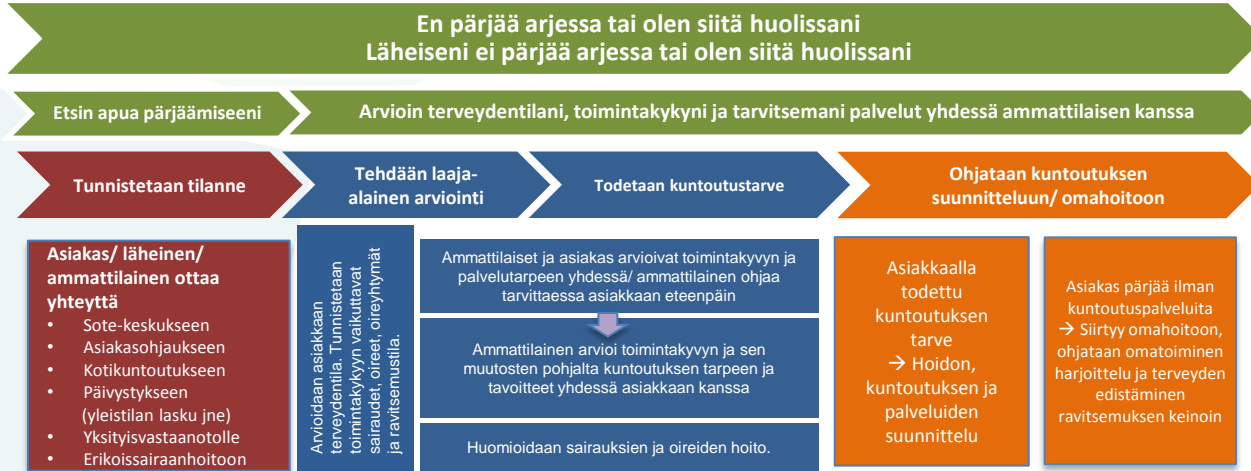 En pärjää arjessa tai olen siitä huolissani
Läheiseni ei pärjää arjessa tai olen siitä huolissani
Etsin apua pärjäämiseeni
Arvioin terveydentilani, toimintakykyni ja tarvitsemani palvelut yhdessä ammattilaisen kanssa
Tunnistetaan tilanne
Tehdään laaja-
alainen arviointi
Todetaan kuntoutustarve
Ohjataan kuntoutuksen
suunnitteluun/ omahoitoon
Asiakas/ läheinen/
ammattilainen ottaa
yhteyttä
• Sote-keskukseen
• Asiakasohjaukseen
• Kotikuntoutukseen
• Päivystykseen
(yleistilan lasku jne)
• Yksityisvastaanotolle
• Erikoissairaanhoitoon
Arvioidaan asiakkaan
terveydentila. Tunnistetaan
toimintakykyyn vaikuttavat
sairaudet, oireet, oireyhtymät
ja ravitsemustila.
Ammattilaiset ja asiakas arvioivat toimintakyvyn ja
palvelutarpeen yhdessä/ ammattilainen ohjaa
tarvittaessa asiakkaan eteenpäin
Ammattilainen arvioi toimintakyvyn ja sen
muutosten pohjalta kuntoutuksen tarpeen ja
tavoitteet yhdessä asiakkaan kanssa
Huomioidaan sairauksien ja oireiden hoito.
Asiakkaalla
todettu
kuntoutuksen
tarve
→ Hoidon,
kuntoutuksen ja
palveluiden
suunnittelu
Asiakas pärjää ilman
kuntoutuspalveluita
→ Siirtyy omahoitoon,
ohjataan omatoiminen
harjoittelu ja terveyden
edistäminen
ravitsemuksen keinoin